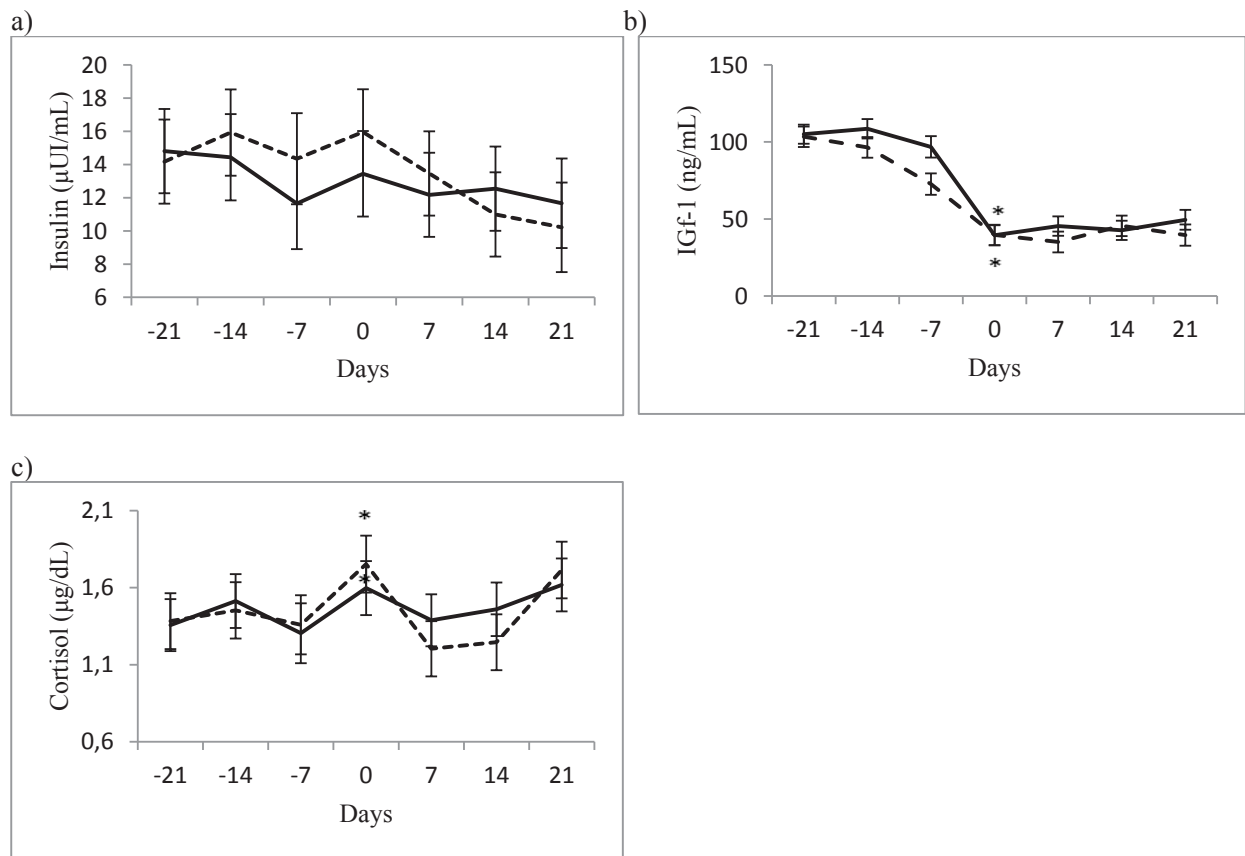 a)
20
18
16
14
12
10
8
6
Insulin (µUI/mL)
-21 -14 -7 0 7 14 21
Days
b)
150
100
50
0
IGf-1 (ng/mL)
*
*
-21 -14 -7 0 7 14 21
Days
c)
2,1
1,6
1,1
0,6
Cortisol (µg/dL)
*
*
-21 -14 -7 0 7 14 21
Days